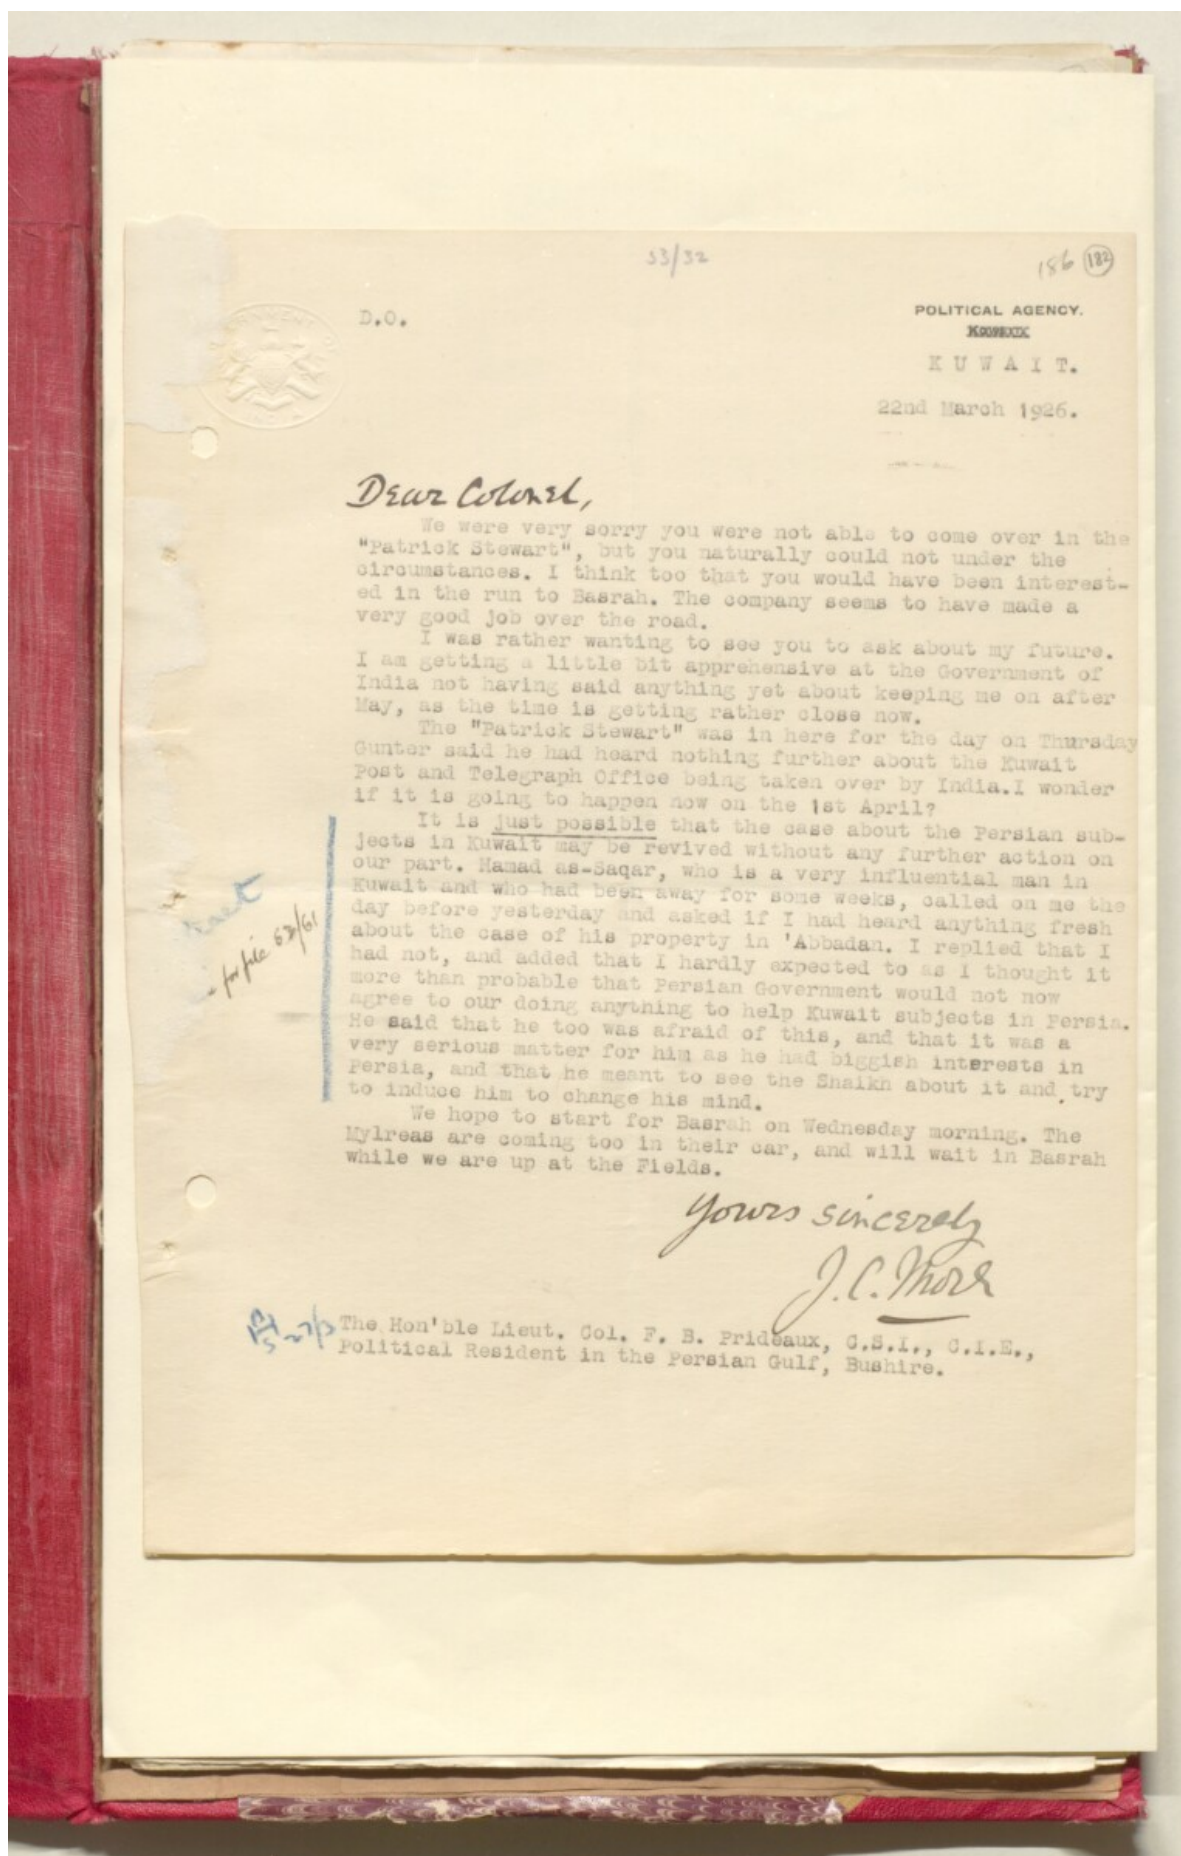 53/32
186 182
D.O.
POLITICAL AGENCY.
KUWAIT.
22nd March 1926.
Dear Colonel,
We were very sorry you were not able to come over in the
"Patrick Stewart", but you naturally could not under the
circumstances. I think too that you would have been interest-
ed in the run to Basrah. The company seems to have made a
very good job over the road.
I was rather wanting to see you to ask about my future.
I am getting a little bit apprehensive at the Government of
India not having said anything yet about keeping me on after
May, as the time is getting rather close now.
The "Patrick Stewart" was in here for the day on Thursday
Gunter said he had heard nothing further about the Kuwait
Post and Telegraph Office being taken over by India.I wonder
if it is going to happen now on the 1st April?
It is just possible that the case about the Persian sub-
jects in Kuwait may be revived without any further action on
our part. Hamad as-Saqar, who is a very influential man in
Kuwait and who had been away for some weeks, called on me the
day before yesterday and asked if I had heard anything fresh
about the case of his property in 'Abbadan. I replied that I
had not, and added that I hardly expected to as I thought it
more than probable that Persian Government would not now
agree to our doing anything to help Kuwait subjects in Persia.
He said that he too was afraid of this, and that it was a
very serious matter for him as he had biggish interests in
Persia, and that he meant to see the Shaikh about it and try
to induce him to change his mind.
We hope to start for Basrah on Wednesday morning. The
Mylreas are coming too in their car, and will wait in Basrah
while we are up at the Fields.
for file 62/61
Yours sincerely
J.C. More
The Hon'ble Lieut. Col. F. B. Prideaux, C.S.I., C.I.E.,
Political Resident in the Persian Gulf, Bushire.